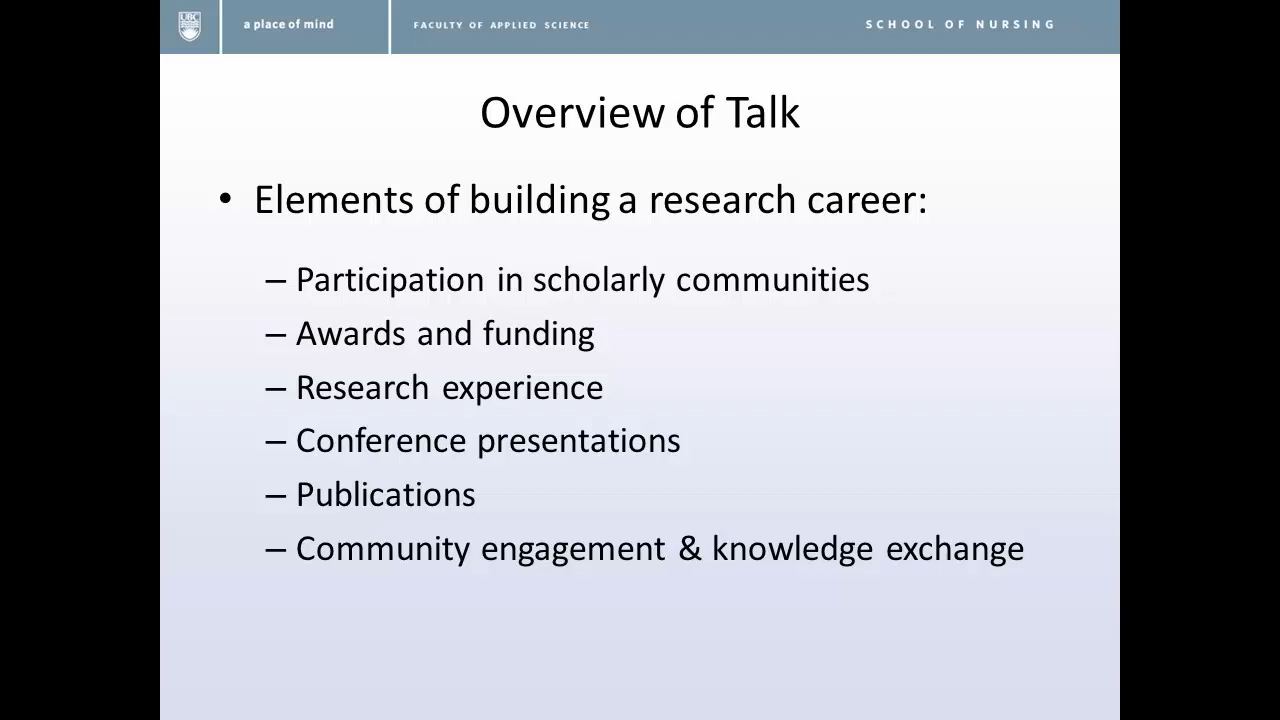 UBC
a place of mind
FACULTY OF APPLIED SCIENCE
SCHOOL OF NURSING
Overview of Talk
• Elements of building a research career:
– Participation in scholarly communities
– Awards and funding
– Research experience
– Conference presentations
– Publications
– Community engagement & knowledge exchange